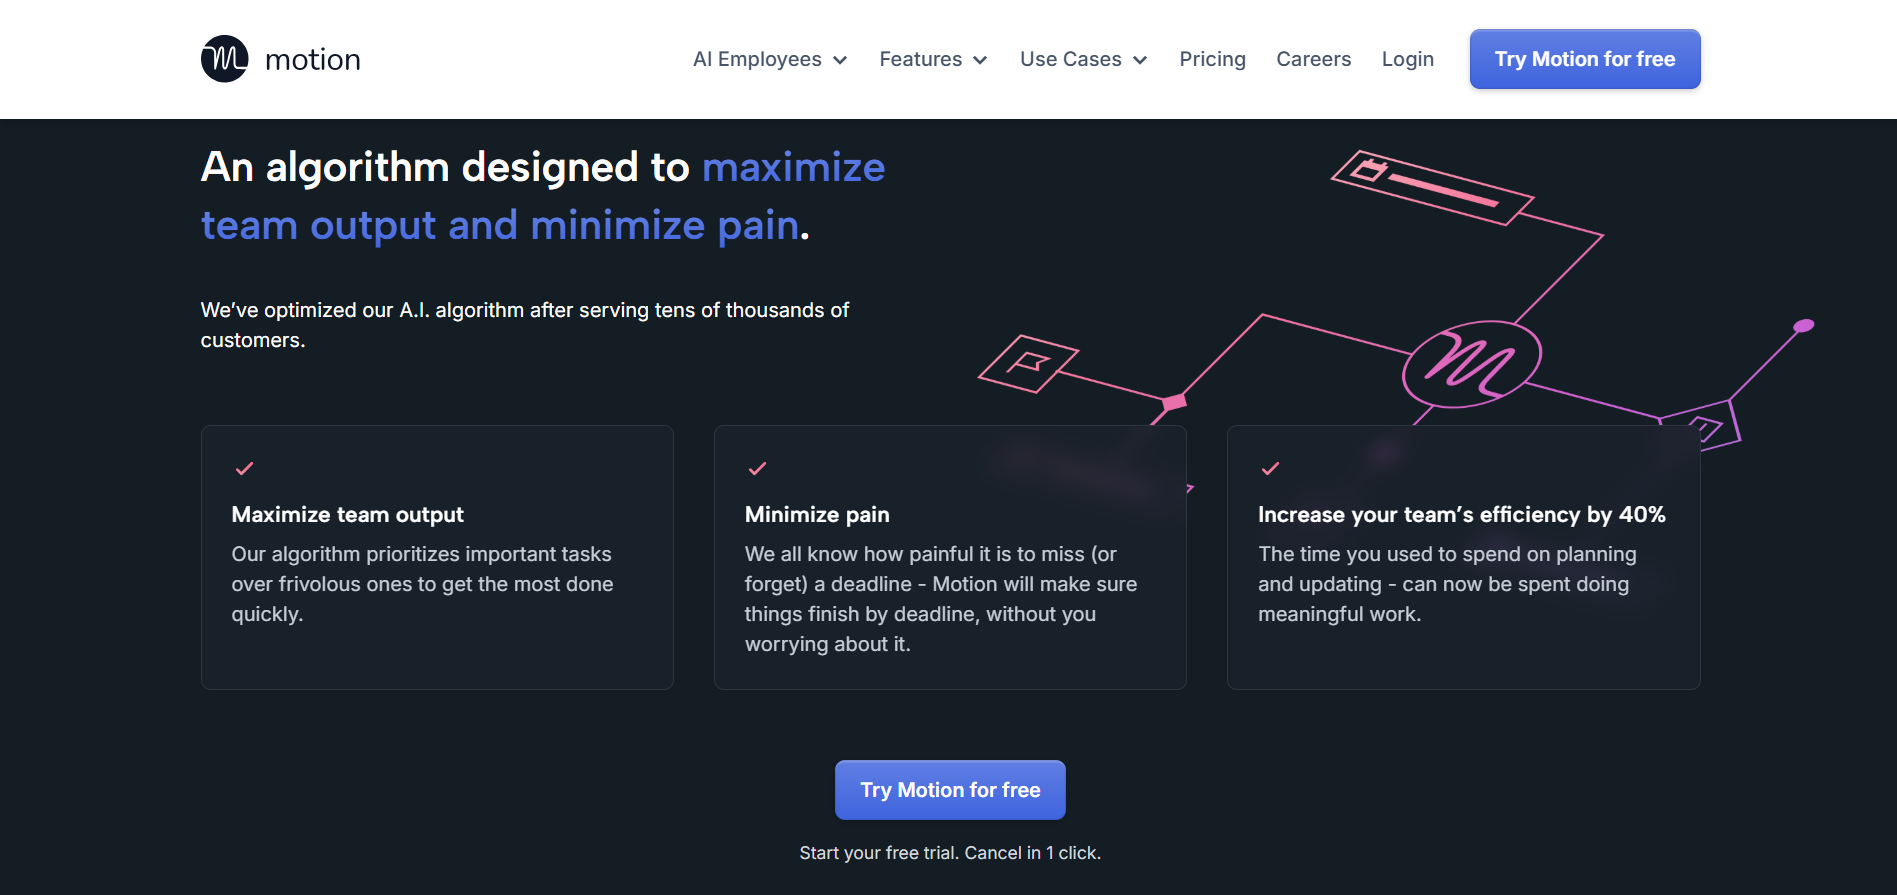 motion
AI Employees
Features
Use Cases
Pricing
Careers
Login
Try Motion for free
An algorithm designed to maximize
team output and minimize pain.
We’ve optimized our A.I. algorithm after serving tens of thousands of
customers.
Maximize team output
Our algorithm prioritizes important tasks
over frivolous ones to get the most done
quickly.
Minimize pain
We all know how painful it is to miss (or
forget) a deadline - Motion will make sure
things finish by deadline, without you
worrying about it.
Increase your team’s efficiency by 40%
The time you used to spend on planning
and updating - can now be spent doing
meaningful work.
Try Motion for free
Start your free trial. Cancel in 1 click.